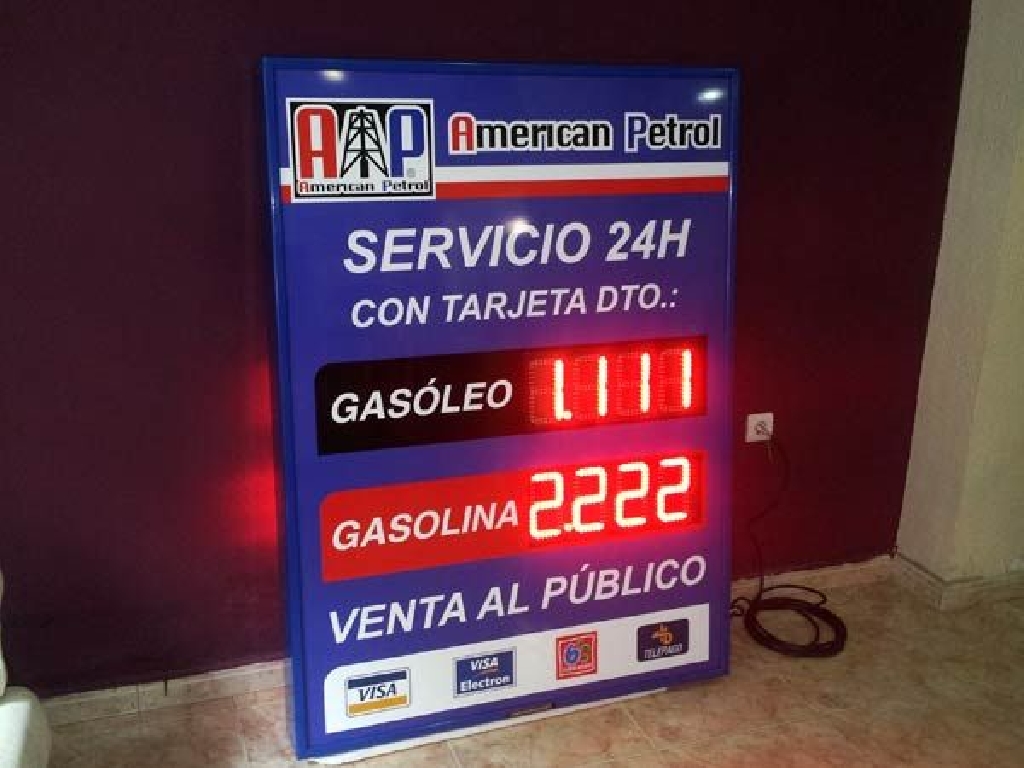 AP
American Petrol
American Petrol
SERVICIO 24H
CON TARJETA DTO.:
GASÓLEO 1.111
GASOLINA 2.222
VENTA AL PÚBLICO
VISA
VISA Electron
TELEPAGO